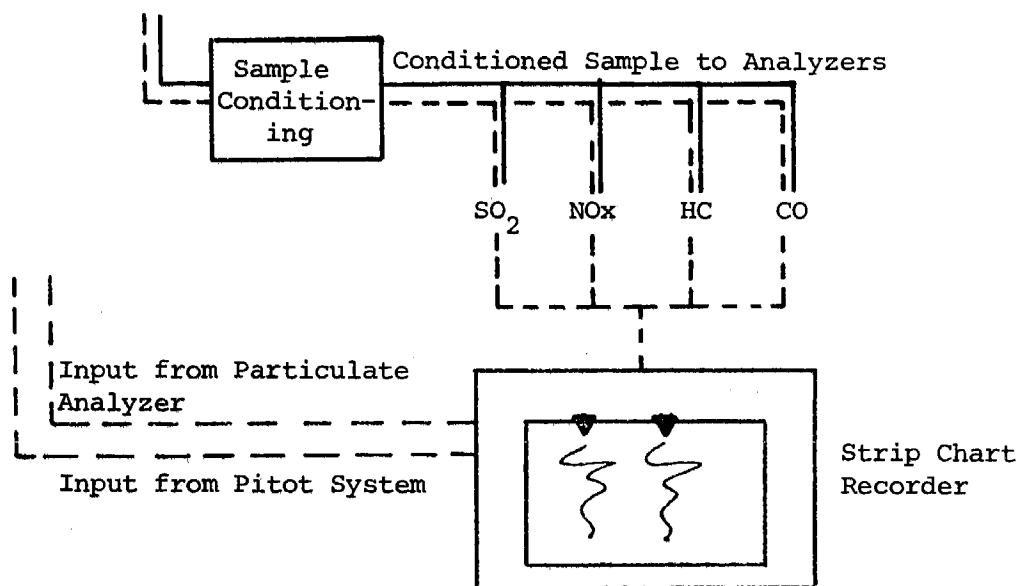 Sample
Condition-
ing
Conditioned Sample to Analyzers
SO₂ NOx HC CO
Input from Particulate
Analyzer
Input from Pitot System
Strip Chart
Recorder